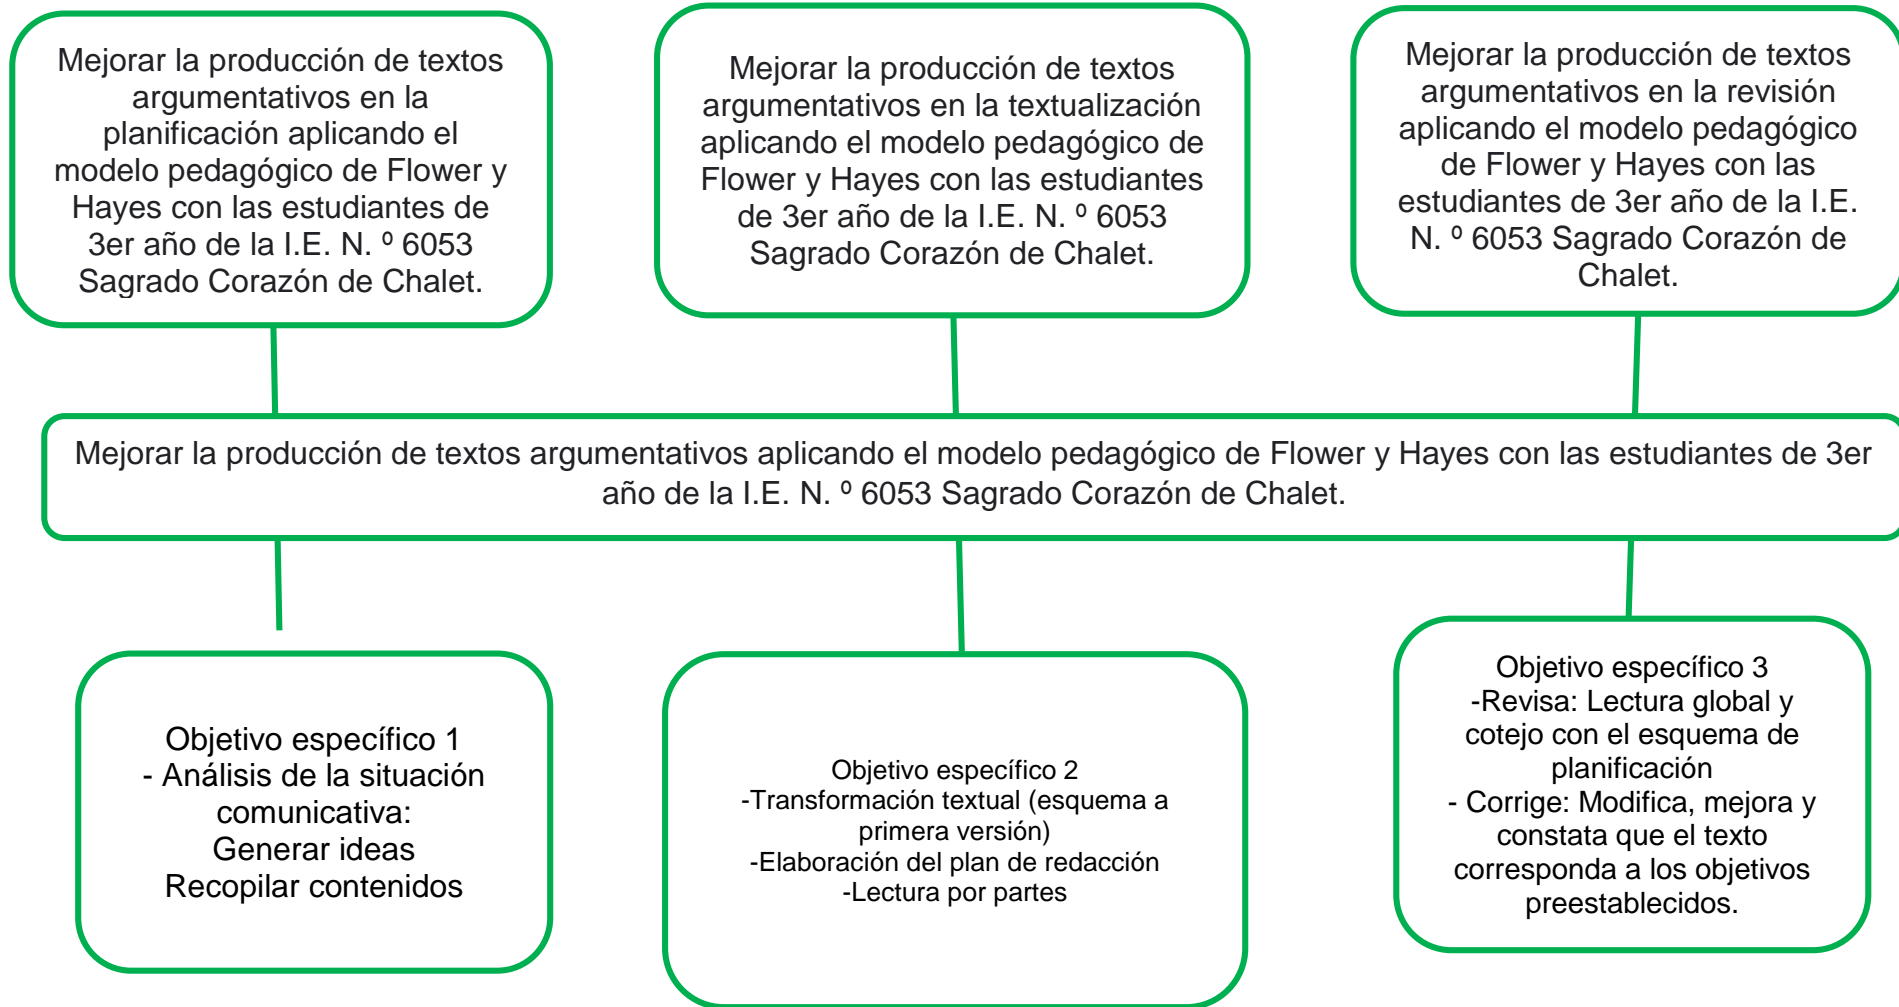 Mejorar la producción de textos
argumentativos en la
planificación aplicando el
modelo pedagógico de Flower y
Hayes con las estudiantes de
3er año de la I.E. N. º 6053
Sagrado Corazón de Chalet.
Mejorar la producción de textos
argumentativos en la textualización
aplicando el modelo pedagógico de
Flower y Hayes con las estudiantes
de 3er año de la I.E. N. º 6053
Sagrado Corazón de Chalet.
Mejorar la producción de textos
argumentativos en la revisión
aplicando el modelo pedagógico
de Flower y Hayes con las
estudiantes de 3er año de la I.E.
N. º 6053 Sagrado Corazón de
Chalet.
Mejorar la producción de textos argumentativos aplicando el modelo pedagógico de Flower y Hayes con las estudiantes de 3er
año de la I.E. N. º 6053 Sagrado Corazón de Chalet.
Objetivo específico 1
- Análisis de la situación
comunicativa:
Generar ideas
Recopilar contenidos
Objetivo específico 2
-Transformación textual (esquema a
primera versión)
-Elaboración del plan de redacción
-Lectura por partes
Objetivo específico 3
-Revisa: Lectura global y
cotejo con el esquema de
planificación
- Corrige: Modifica, mejora y
constata que el texto
corresponda a los objetivos
preestablecidos.